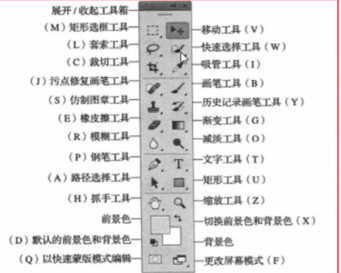 展开/收起工具箱
(M) 矩形选框工具 移动工具 (V)
(L) 套索工具 快速选择工具 (W)
(C) 裁切工具 吸管工具 (I)
(J) 污点修复画笔工具 画笔工具 (B)
(S) 仿制图章工具 历史记录画笔工具 (Y)
(E) 橡皮擦工具 渐变工具 (G)
(R) 模糊工具 减淡工具 (O)
(P) 钢笔工具 T 文字工具 (T)
(A) 路径选择工具 矩形工具 (U)
(H) 抓手工具 缩放工具 (Z)
前景色 切换前景色和背景色 (X)
(D) 默认的前景色和背景色 背景色
(Q) 以快速蒙版模式编辑 更改屏幕模式 (F)